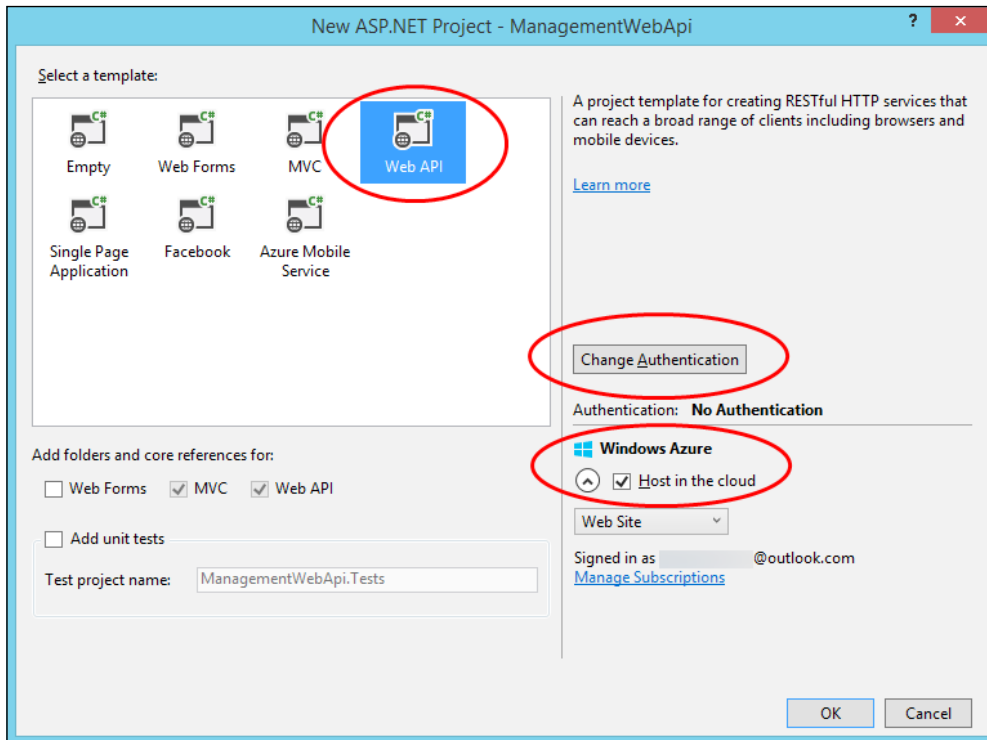 New ASP.NET Project - ManagementWebApi
?
Select a template:
C#
C#
C#
C#
Empty
Web Forms
MVC
Web API
C#
C#
C#
Single Page
Application
Facebook
Azure Mobile
Service
A project template for creating RESTful HTTP services that
can reach a broad range of clients including browsers and
mobile devices.
Learn more
Change Authentication
Authentication: No Authentication
Windows Azure
Host in the cloud
Web Site
Signed in as @outlook.com
Manage Subscriptions
Add folders and core references for:
Web Forms
MVC
Web API
Add unit tests
Test project name:
ManagementWebApi.Tests
OK
Cancel